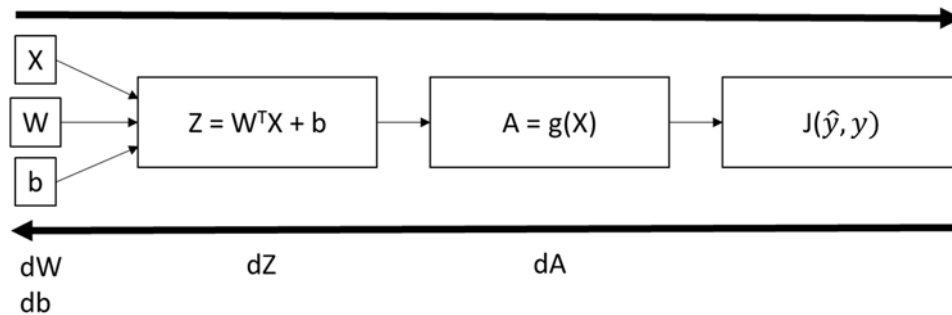 X
W
b
Z = WᵀX + b
A = g(X)
J(ŷ, y)
dW
db
dZ
dA